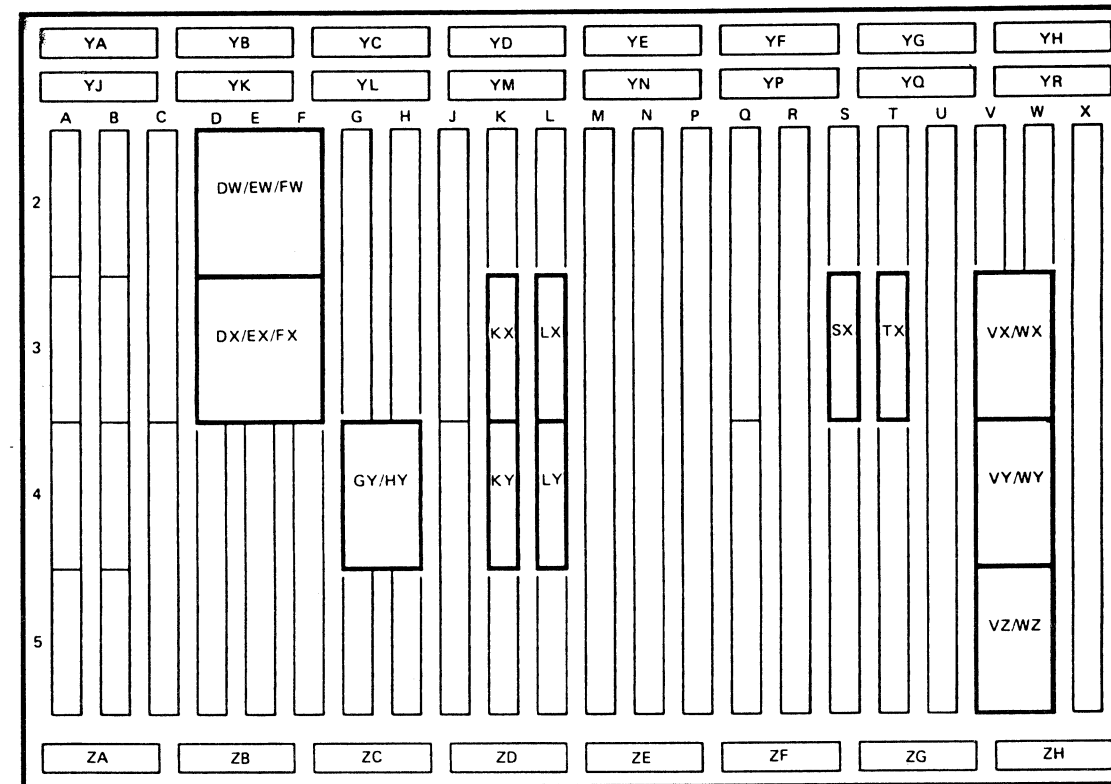 YA YB YC YD YE YF YG YH
YJ YK YL YM YN YP YQ YR
A B C D E F G H J K L M N P Q R S T U V W X
2 DW/EW/FW
3 DX/EX/FX KX LX SX TX VX/WX
4 GY/HY KY LY VY/WY
5 VZ/WZ
ZA ZB ZC ZD ZE ZF ZG ZH